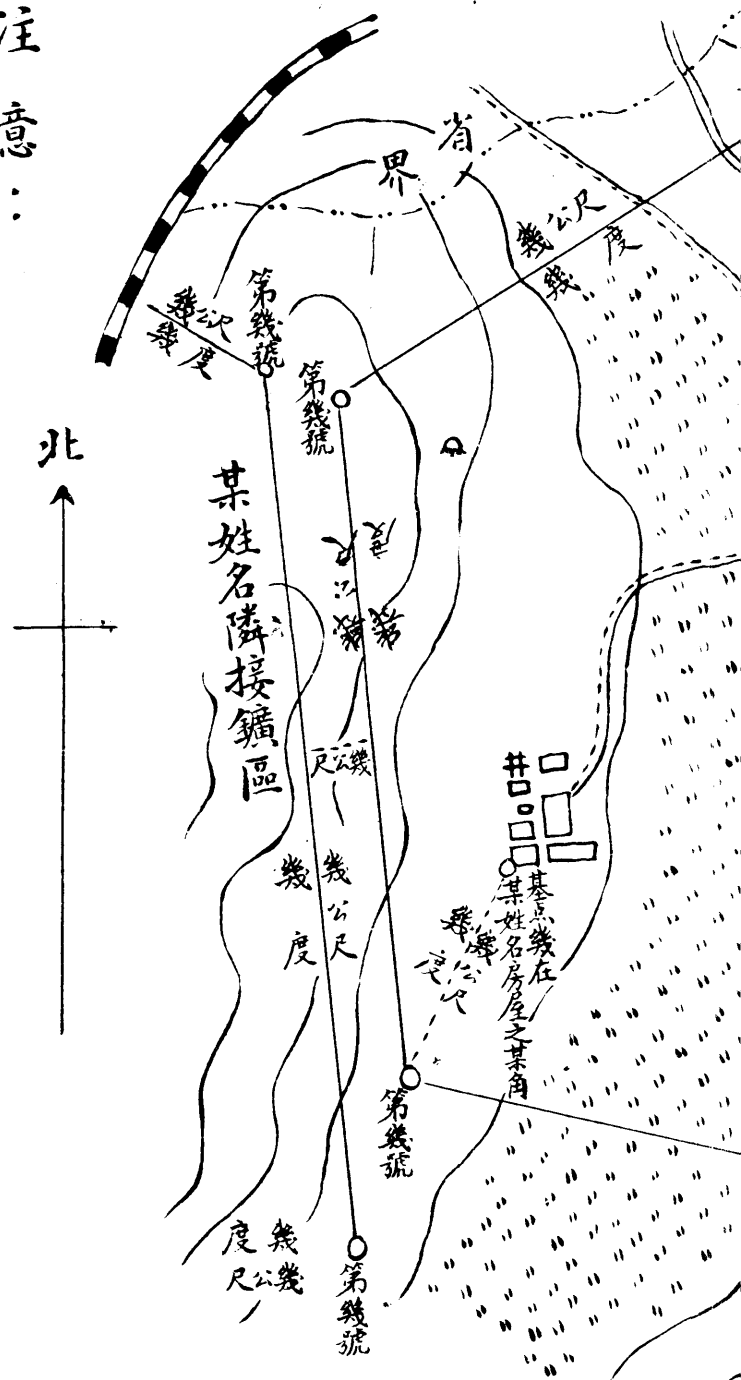 注意：
省界
幾公尺
幾度
第幾號
幾公尺
幾度
第幾號
北
某姓名隣接鑛區
幾公尺
幾度
幾公尺
幾公尺
幾度
基点幾在
某姓名房屋之某角
幾公尺
幾度
第幾號
幾度
幾公尺
第幾號